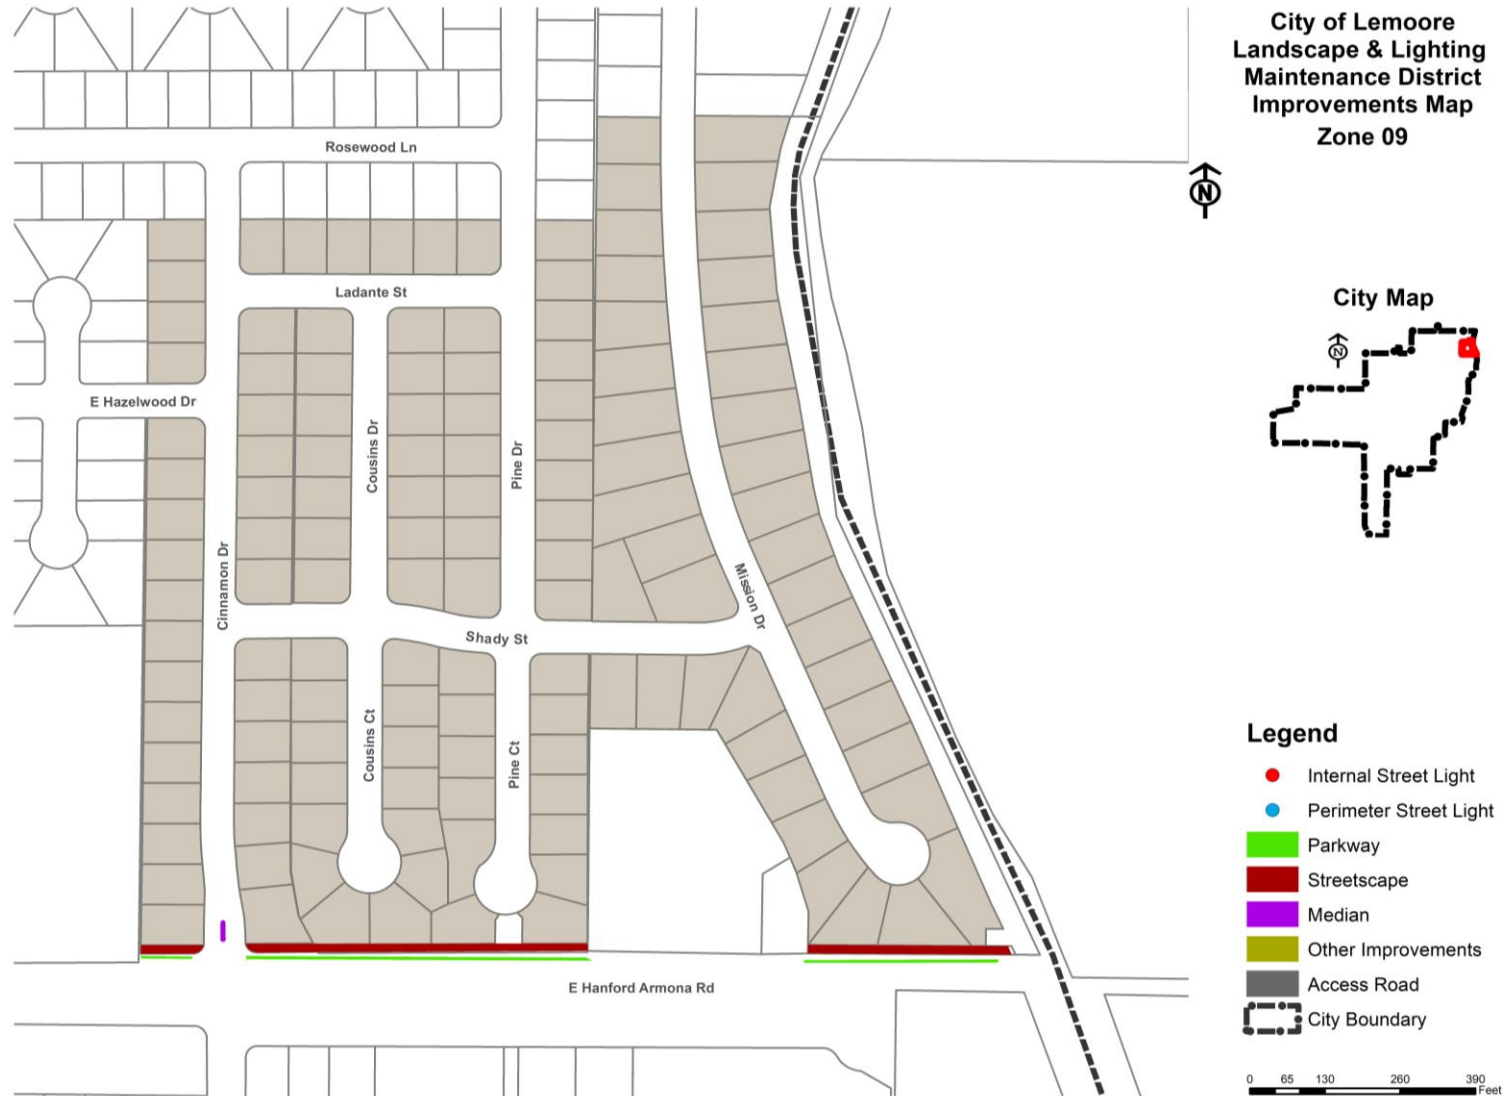 City of Lemoore
Landscape & Lighting
Maintenance District
Improvements Map
Zone 09
Rosewood Ln
N
Ladante St
City Map
N
E Hazelwood Dr
Cousins Dr
Pine Dr
Cinnamon Dr
Mission Dr
Shady St
Cousins Ct
Pine Ct
Legend
Internal Street Light
Perimeter Street Light
Parkway
Streetscape
Median
Other Improvements
Access Road
City Boundary
E Hanford Armona Rd
0 65 130 260 390
Feet